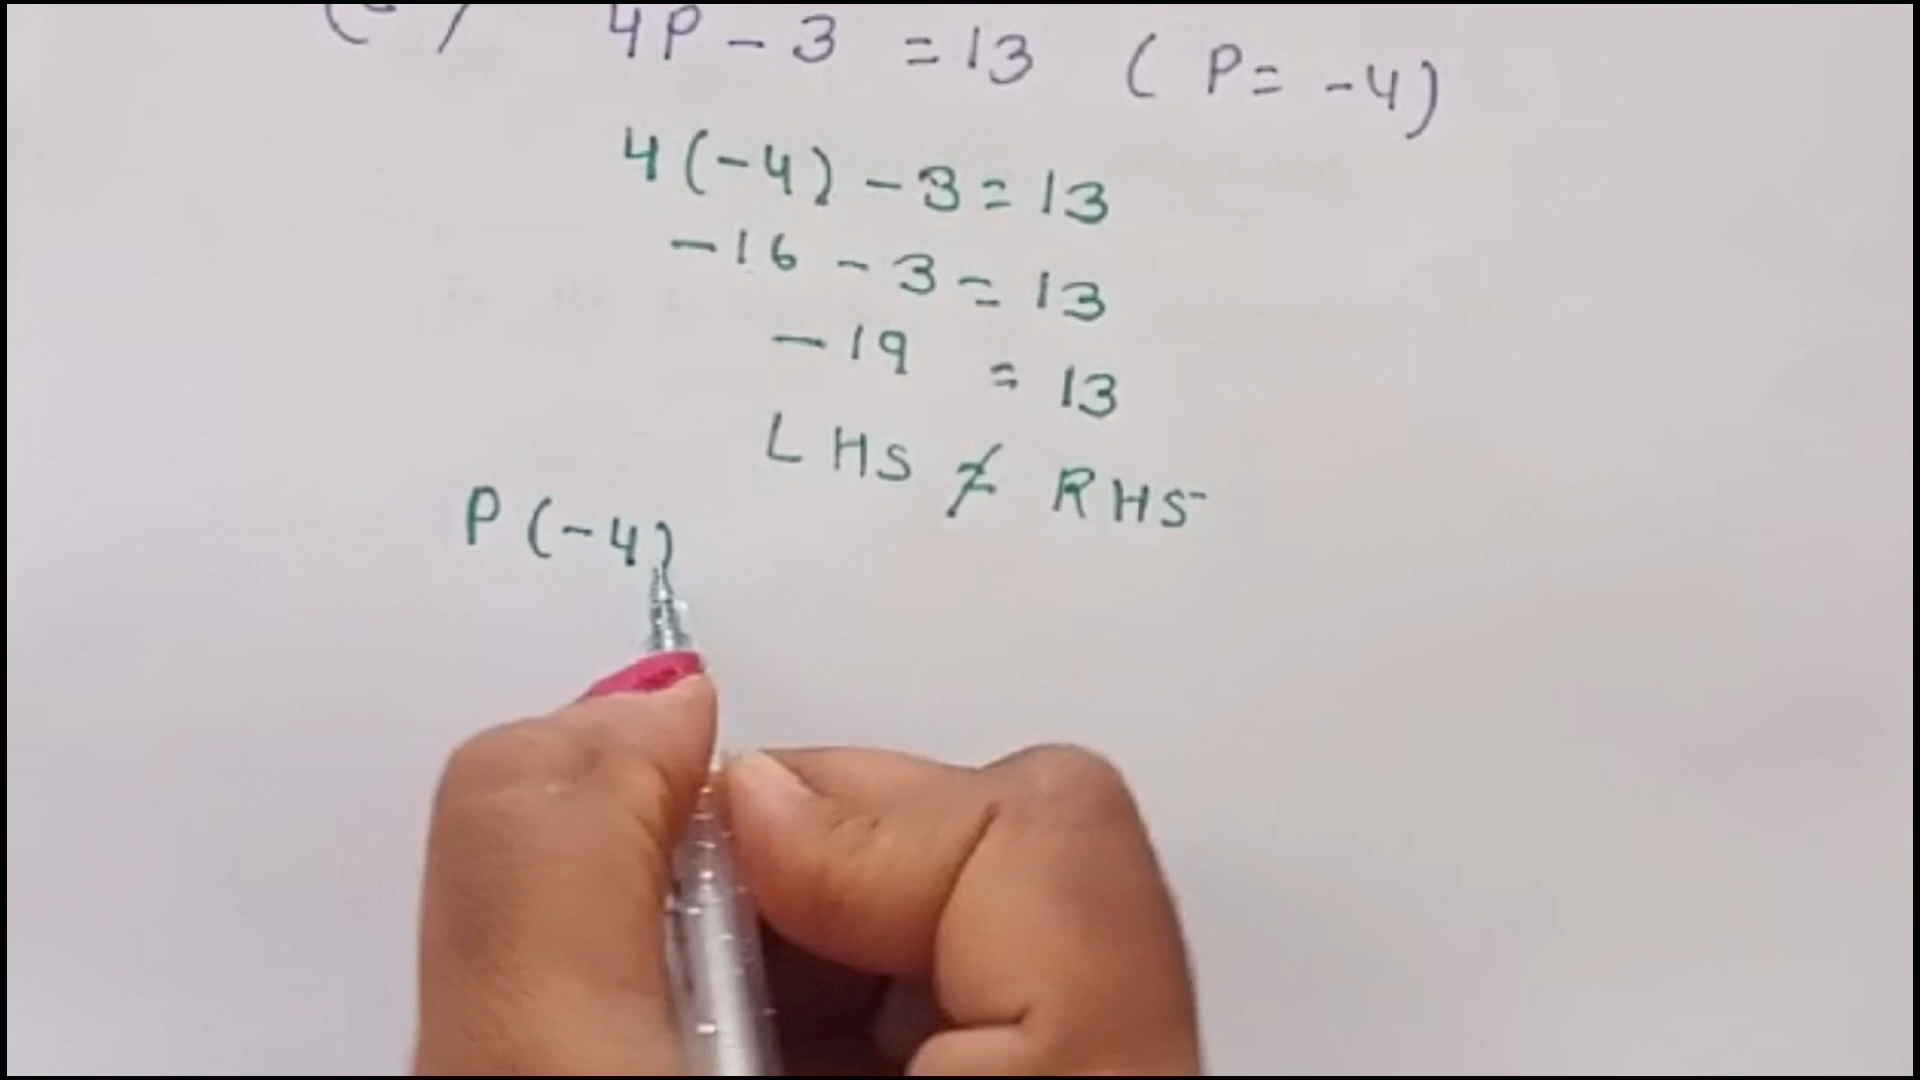 4P - 3 = 13 ( P = -4)
4(-4) - 3 = 13
-16 - 3 = 13
-19 = 13
LHS ≠ RHS
P(-4)